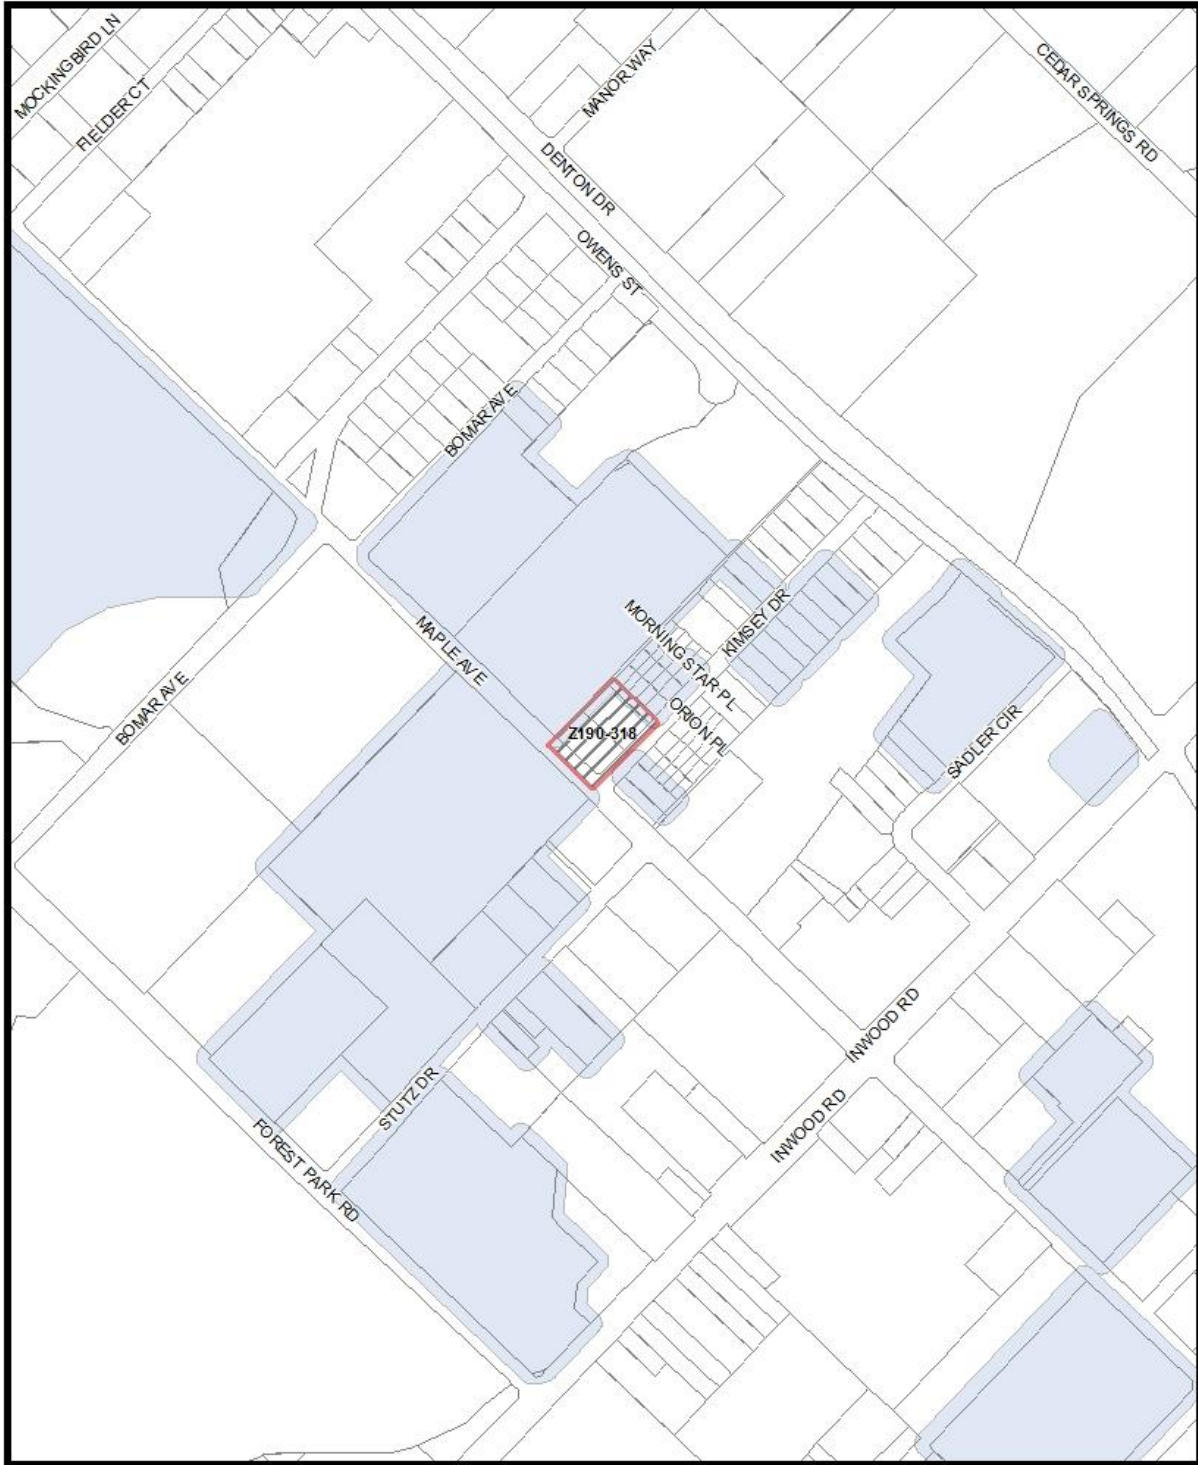 MOCKINGBIRD LN
FIELDER CT
MANOR WAY
CEDAR SPRINGS RD
DENTON DR
OWENS ST
BOMAR AVE
MORNING STAR PL
KIMSEY DR
MAPLE AVE
BOMAR AVE
ORION PL
Z190-318
SADLER CIR
INWOOD RD
STUTZ DR
INWOOD RD
FOREST PARK RD